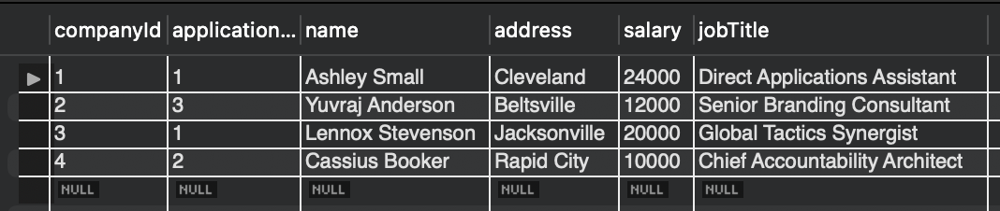 companyId application... name address salary jobTitle
1 1 Ashley Small Cleveland 24000 Direct Applications Assistant
2 3 Yuvraj Anderson Beltsville 12000 Senior Branding Consultant
3 1 Lennox Stevenson Jacksonville 20000 Global Tactics Synergist
4 2 Cassius Booker Rapid City 10000 Chief Accountability Architect
NULL NULL NULL NULL NULL NULL